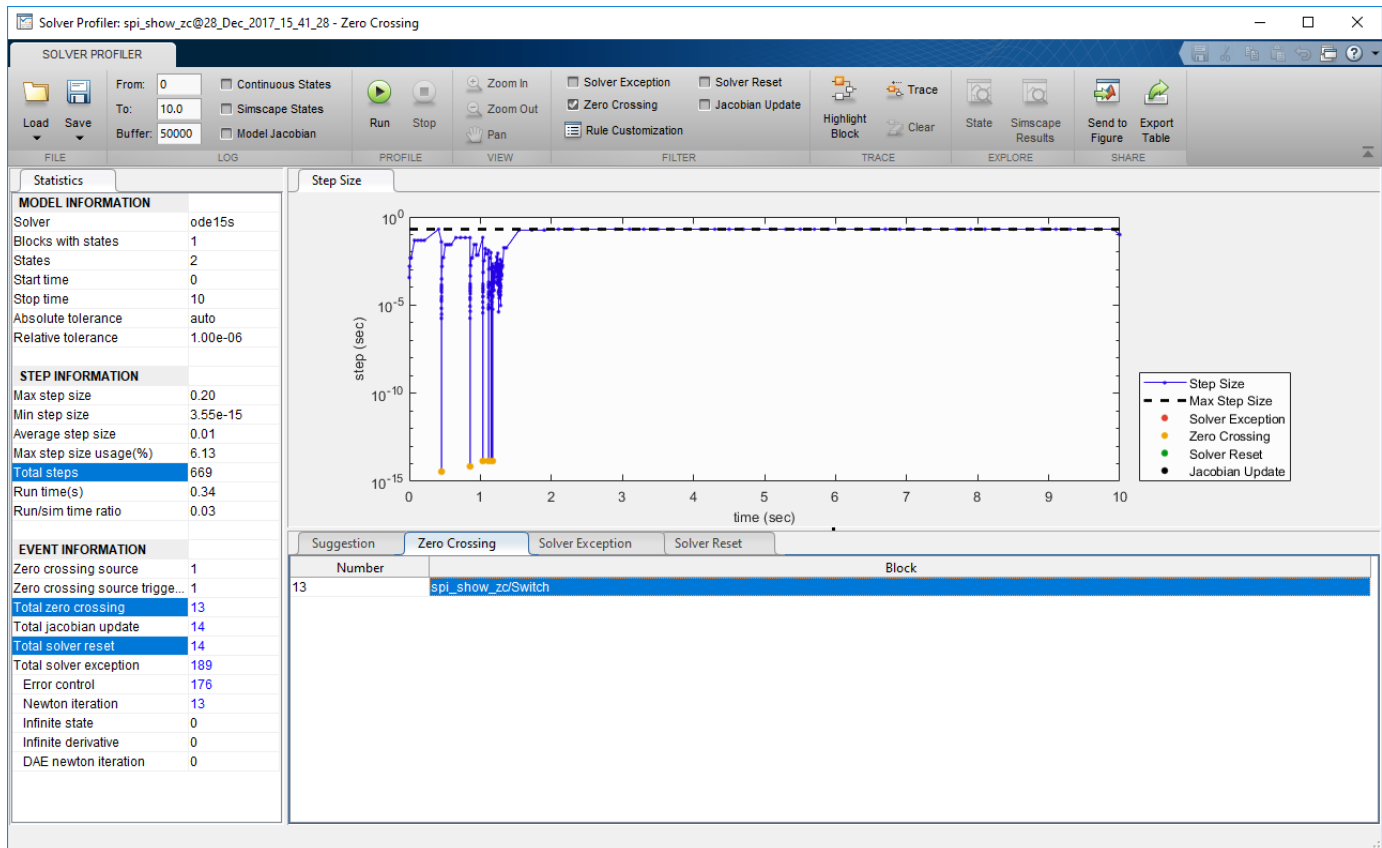 Solver Profiler: spi_show_zc@28_Dec_2017_15_41_28 - Zero Crossing
SOLVER PROFILER
Load
Save
From: 0
To: 10.0
Buffer: 50000
Continuous States
Simscape States
Model Jacobian
Run
Stop
Zoom In
Zoom Out
Pan
Solver Exception
Solver Reset
Zero Crossing
Jacobian Update
Rule Customization
Highlight
Block
Trace
Clear
State
Simscape
Results
Send to
Figure
Export
Table
FILE
LOG
PROFILE
VIEW
FILTER
TRACE
EXPLORE
SHARE
Statistics
MODEL INFORMATION
Solver ode15s
Blocks with states 1
States 2
Start time 0
Stop time 10
Absolute tolerance auto
Relative tolerance 1.00e-06
STEP INFORMATION
Max step size 0.20
Min step size 3.55e-15
Average step size 0.01
Max step size usage(%) 6.13
Total steps 669
Run time(s) 0.34
Run/sim time ratio 0.03
EVENT INFORMATION
Zero crossing source 1
Zero crossing source trigge... 1
Total zero crossing 13
Total jacobian update 14
Total solver reset 14
Total solver exception 189
Error control 176
Newton iteration 13
Infinite state 0
Infinite derivative 0
DAE newton iteration 0
Step Size
10^0
10^-5
10^-10
10^-15
step (sec)
0 1 2 3 4 5 6 7 8 9 10
time (sec)
Step Size
Max Step Size
Solver Exception
Zero Crossing
Solver Reset
Jacobian Update
Suggestion Zero Crossing Solver Exception Solver Reset
Number Block
13 spi_show_zc/Switch